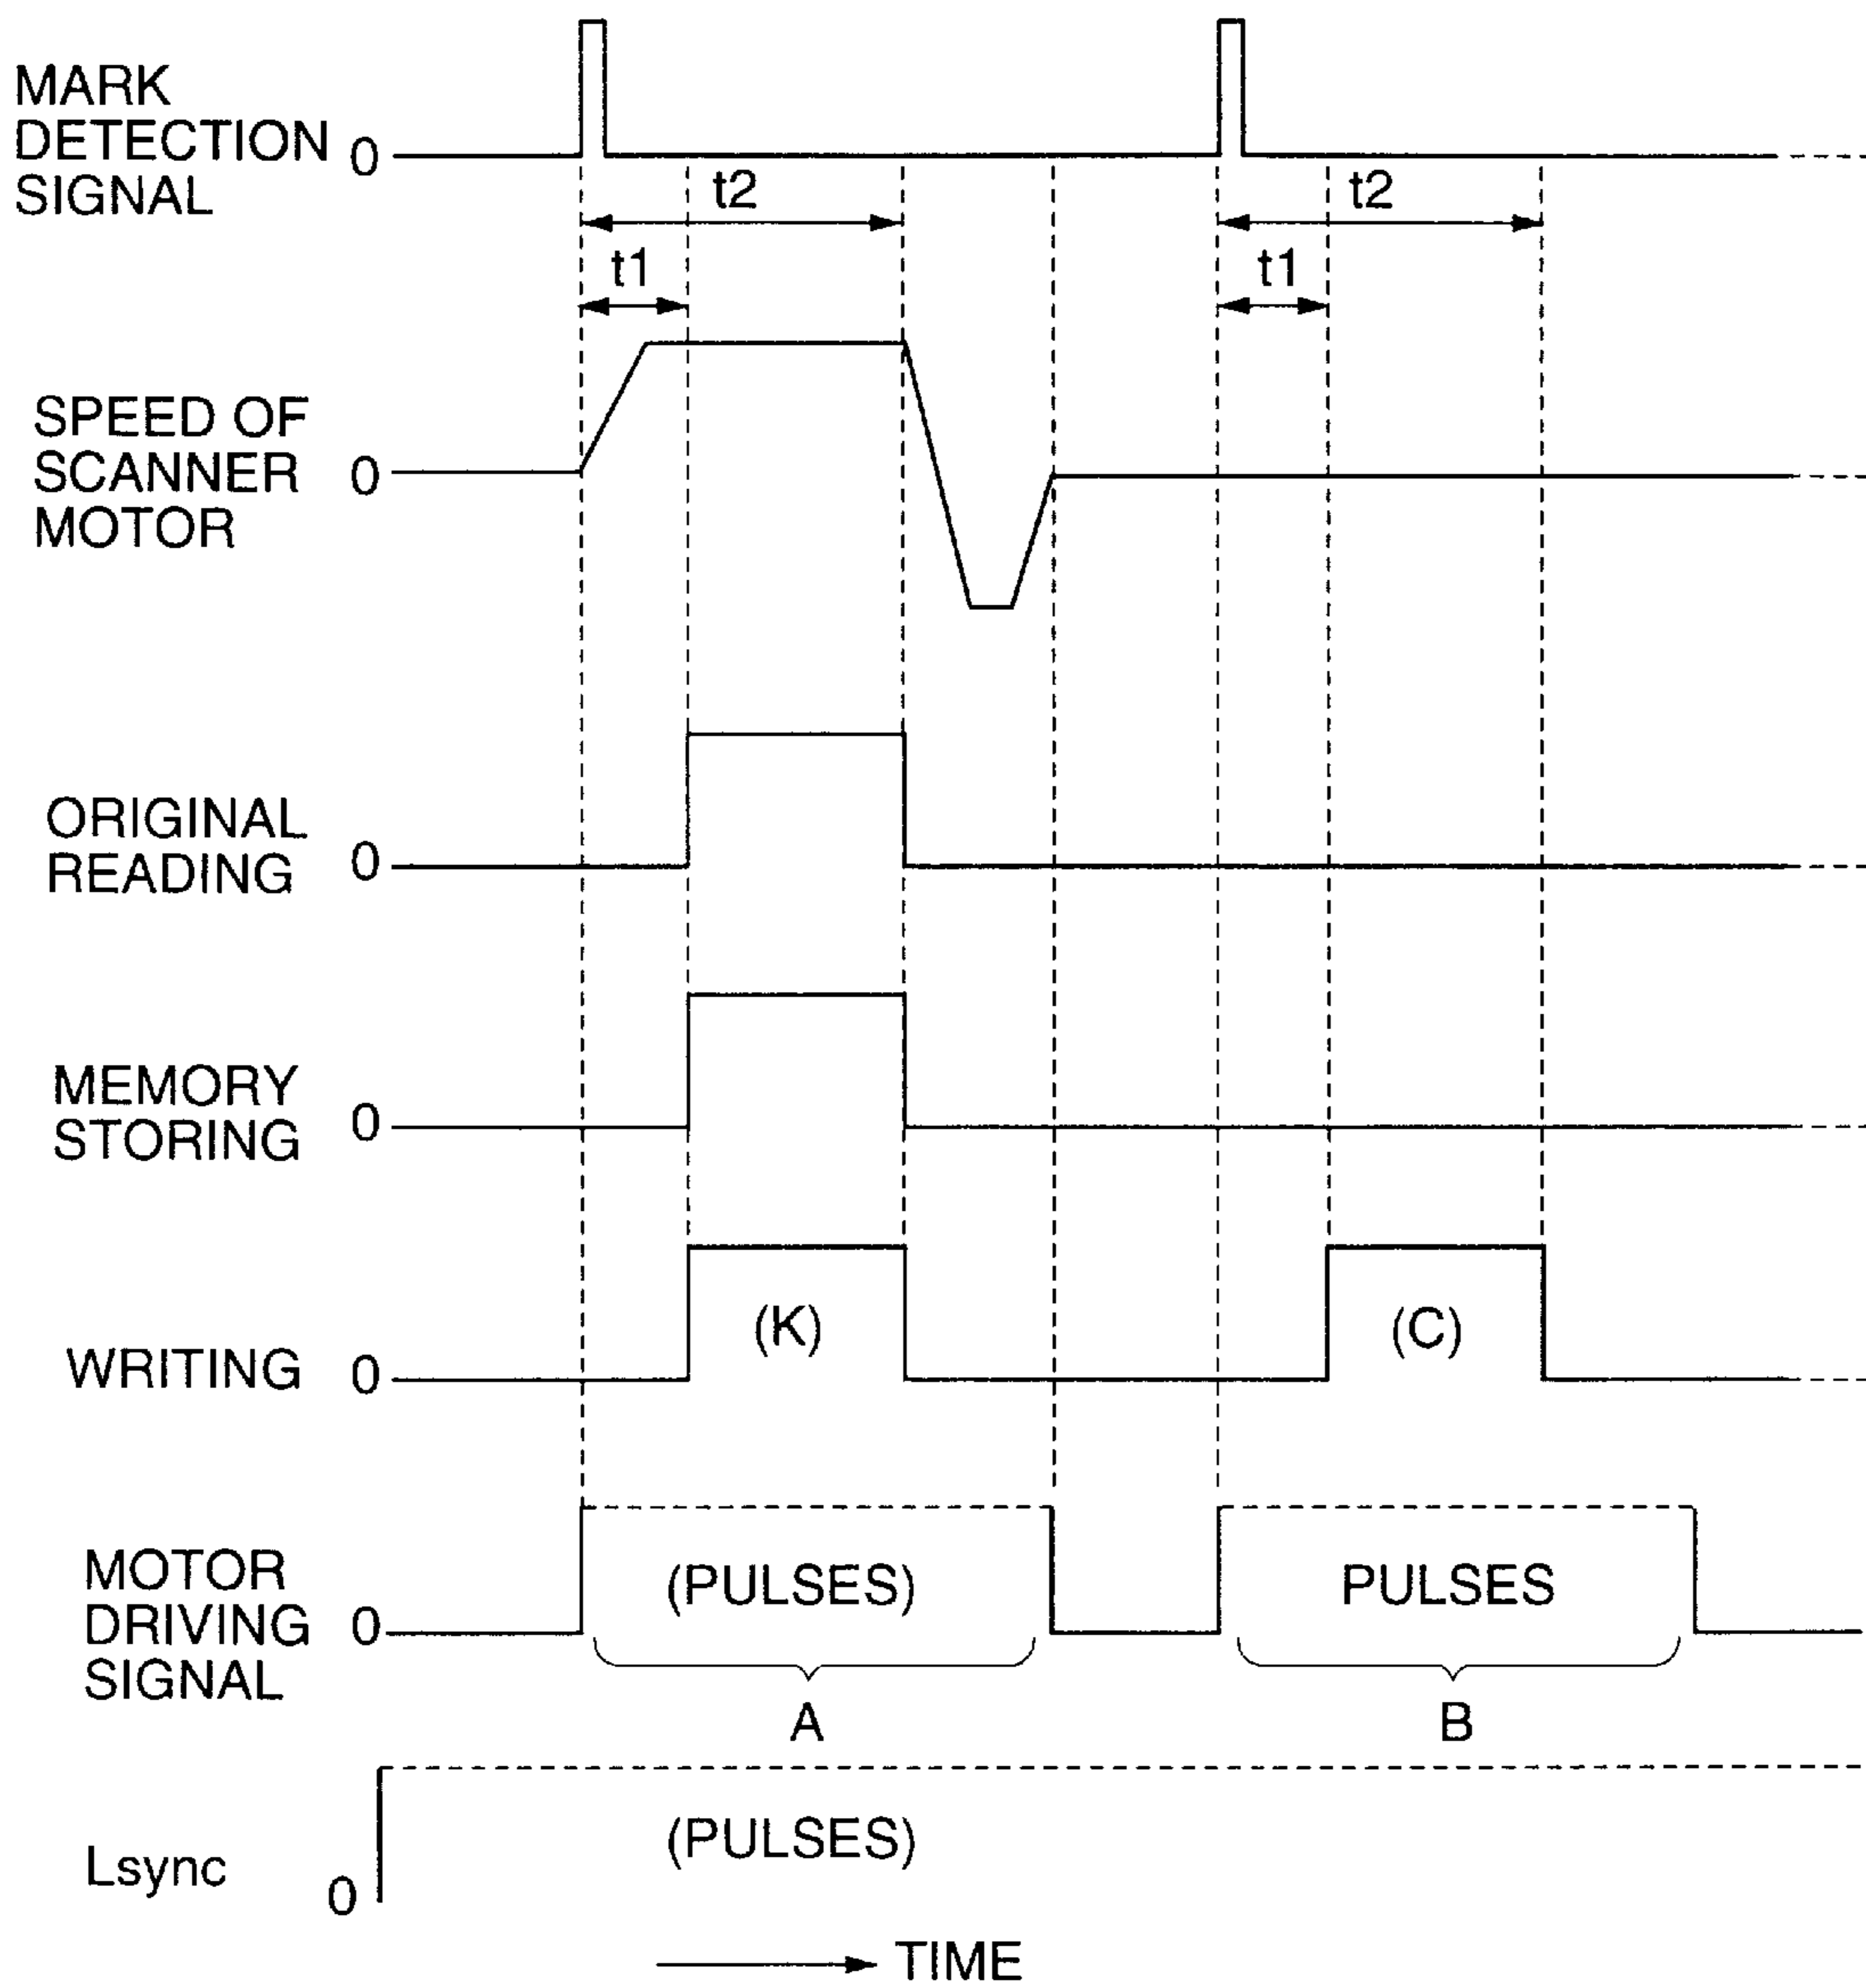 MARK
DETECTION
SIGNAL
0
t2
t2
t1
t1
SPEED OF
SCANNER
MOTOR
0
ORIGINAL
READING
0
MEMORY
STORING
0
WRITING
0
(K)
(C)
MOTOR
DRIVING
SIGNAL
0
(PULSES)
PULSES
A
B
Lsync
0
(PULSES)
TIME